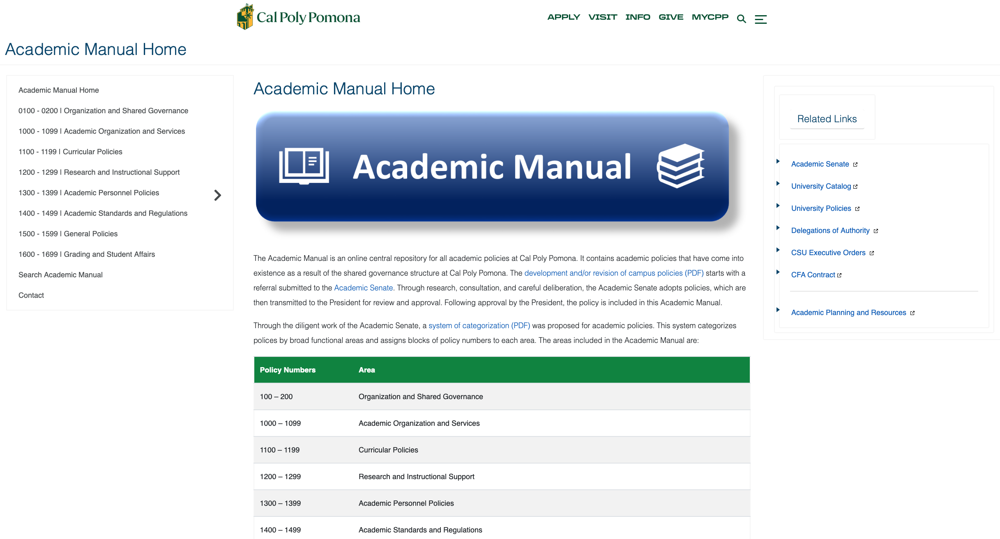 Cal Poly Pomona
APPLY VISIT INFO GIVE MYCPP
Academic Manual Home
Academic Manual Home
0100 - 0200 | Organization and Shared Governance
1000 - 1099 | Academic Organization and Services
1100 - 1199 | Curricular Policies
1200 - 1299 | Research and Instructional Support
1300 - 1399 | Academic Personnel Policies
1400 - 1499 | Academic Standards and Regulations
1500 - 1599 | General Policies
1600 - 1699 | Grading and Student Affairs
Search Academic Manual
Contact
Academic Manual Home
Academic Manual
The Academic Manual is an online central repository for all academic policies at Cal Poly Pomona. It contains academic policies that have come into
existence as a result of the shared governance structure at Cal Poly Pomona. The development and/or revision of campus policies (PDF) starts with a
referral submitted to the Academic Senate. Through research, consultation, and careful deliberation, the Academic Senate adopts policies, which are
then transmitted to the President for review and approval. Following approval by the President, the policy is included in this Academic Manual.
Through the diligent work of the Academic Senate, a system of categorization (PDF) was proposed for academic policies. This system categorizes
polices by broad functional areas and assigns blocks of policy numbers to each area. The areas included in the Academic Manual are:
Policy Numbers Area
100 – 200 Organization and Shared Governance
1000 – 1099 Academic Organization and Services
1100 – 1199 Curricular Policies
1200 – 1299 Research and Instructional Support
1300 – 1399 Academic Personnel Policies
1400 – 1499 Academic Standards and Regulations
Related Links
Academic Senate
University Catalog
University Policies
Delegations of Authority
CSU Executive Orders
CFA Contract
Academic Planning and Resources